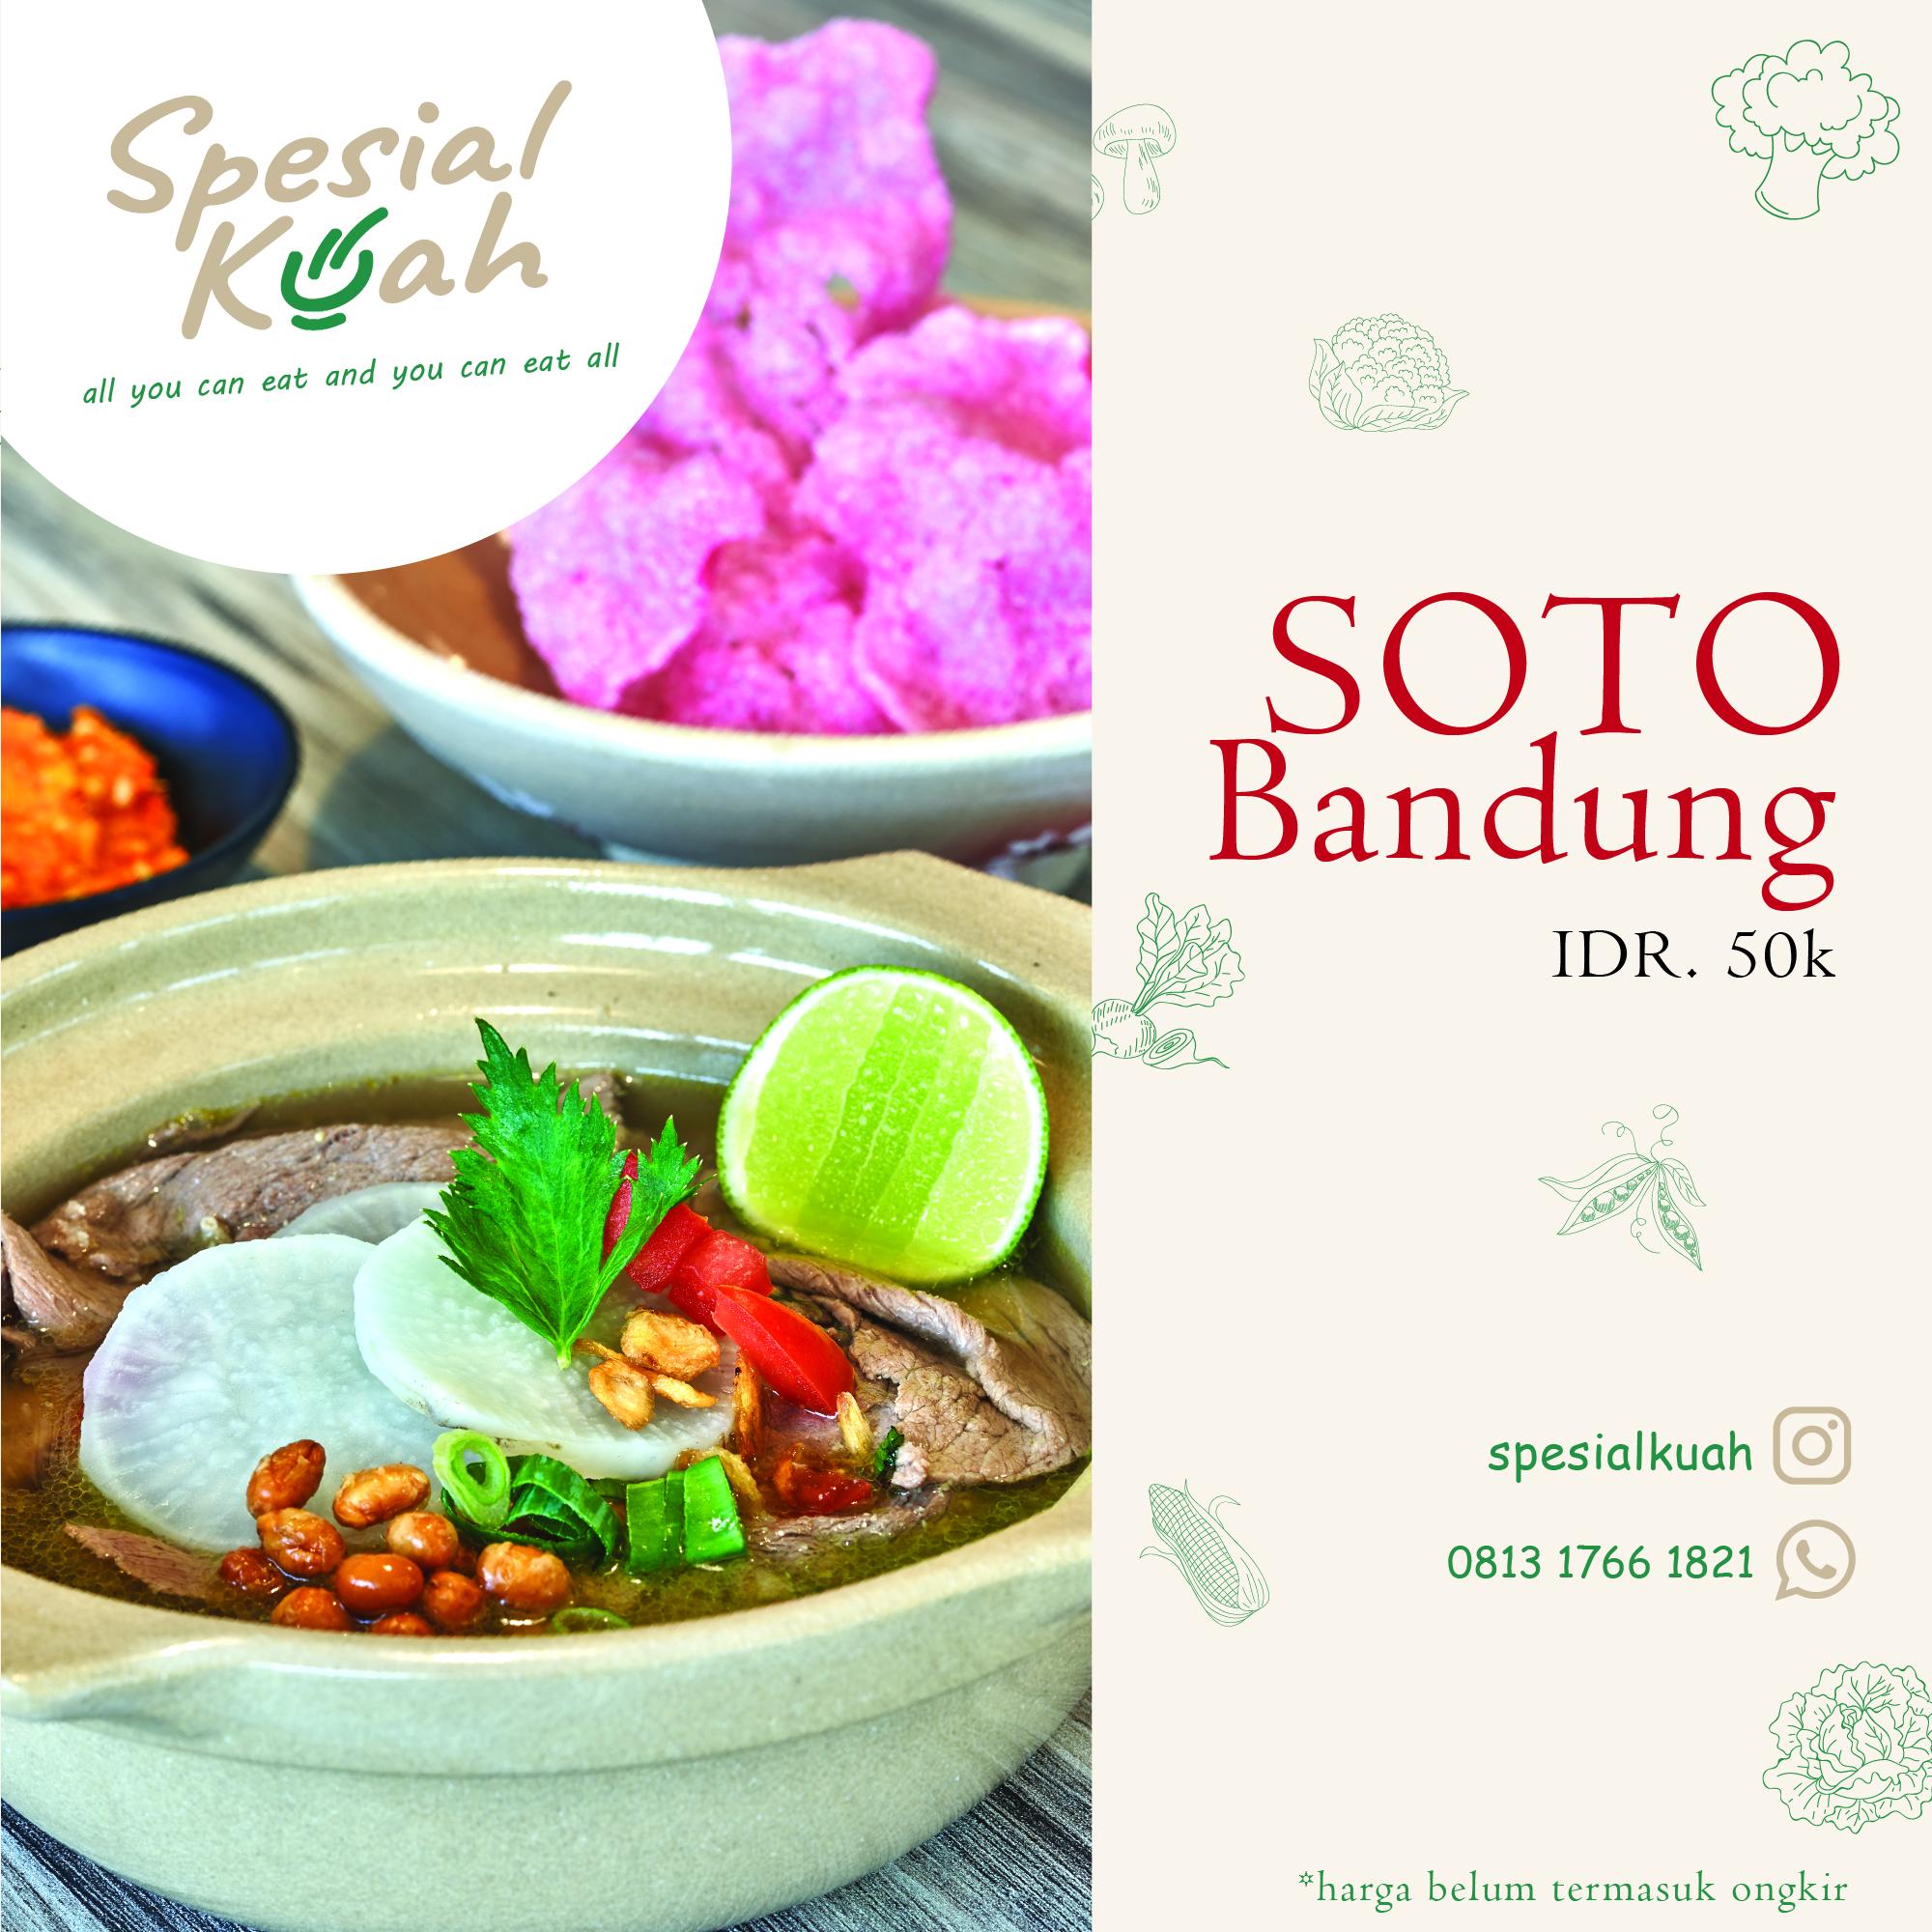 Spesial
Kuah
all you can eat and you can eat all
SOTO
Bandung
IDR. 50k
spesialkuah
0813 1766 1821
*harga belum termasuk ongkir